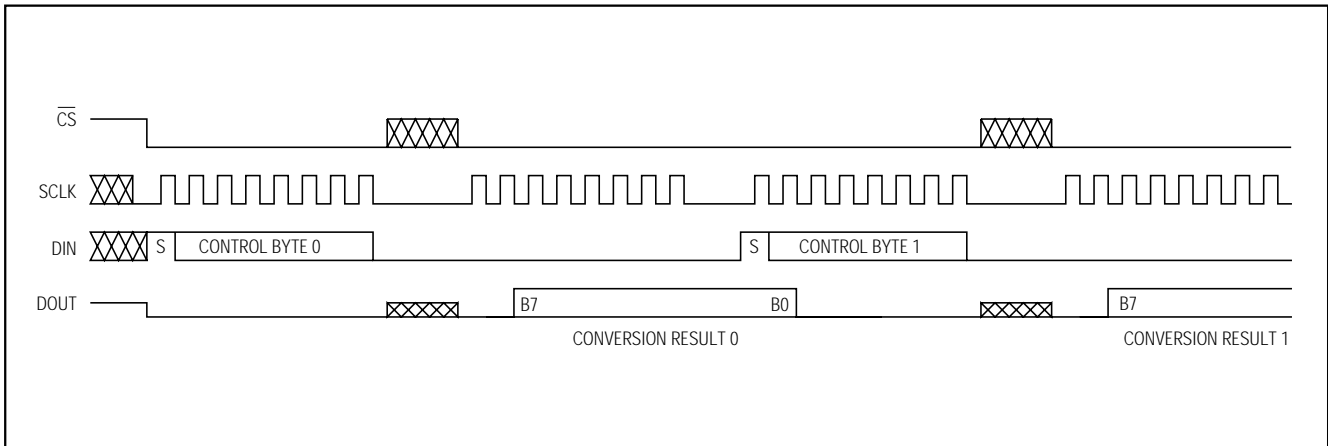 CS
SCLK
DIN S CONTROL BYTE 0 S CONTROL BYTE 1
DOUT B7 B0 B7
CONVERSION RESULT 0 CONVERSION RESULT 1